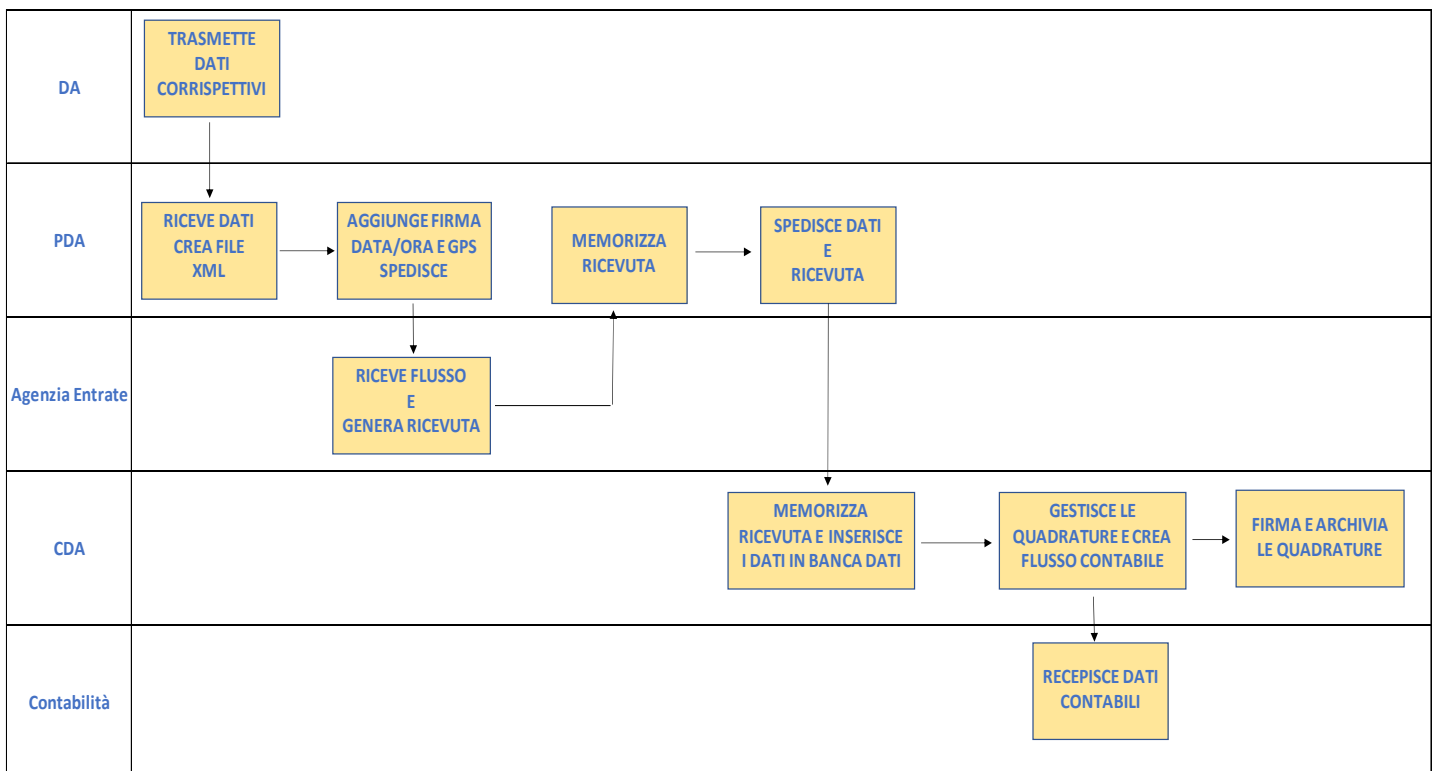 DA
TRASMETTE
DATI
CORRISPETTIVI
PDA
RICEVE DATI
CREA FILE
XML
AGGIUNGE FIRMA
DATA/ORA E GPS
SPEDISCE
MEMORIZZA
RICEVUTA
SPEDISCE DATI
E
RICEVUTA
Agenzia Entrate
RICEVE FLUSSO
E
GENERA RICEVUTA
CDA
MEMORIZZA
RICEVUTA E INSERISCE
I DATI IN BANCA DATI
GESTISCE LE
QUADRATURE E CREA
FLUSSO CONTABILE
FIRMA E ARCHIVIA
LE QUADRATURE
Contabilità
RECEPISCE DATI
CONTABILI